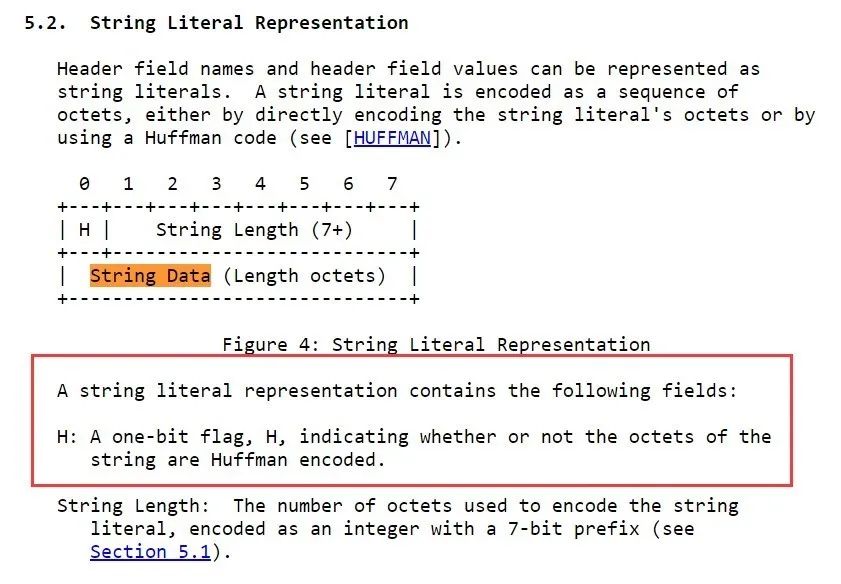 5.2.  String Literal Representation
Header field names and header field values can be represented as
string literals.  A string literal is encoded as a sequence of
octets, either by directly encoding the string literal's octets or by
using a Huffman code (see [HUFFMAN]).
  0   1   2   3   4   5   6   7
+---+---+---+---+---+---+---+---+
| H |    String Length (7+)     |
+---+---------------------------+
|  String Data (Length octets)  |
+-------------------------------+
Figure 4: String Literal Representation
A string literal representation contains the following fields:
H: A one-bit flag, H, indicating whether or not the octets of the
string are Huffman encoded.
String Length:  The number of octets used to encode the string
literal, encoded as an integer with a 7-bit prefix (see
Section 5.1).